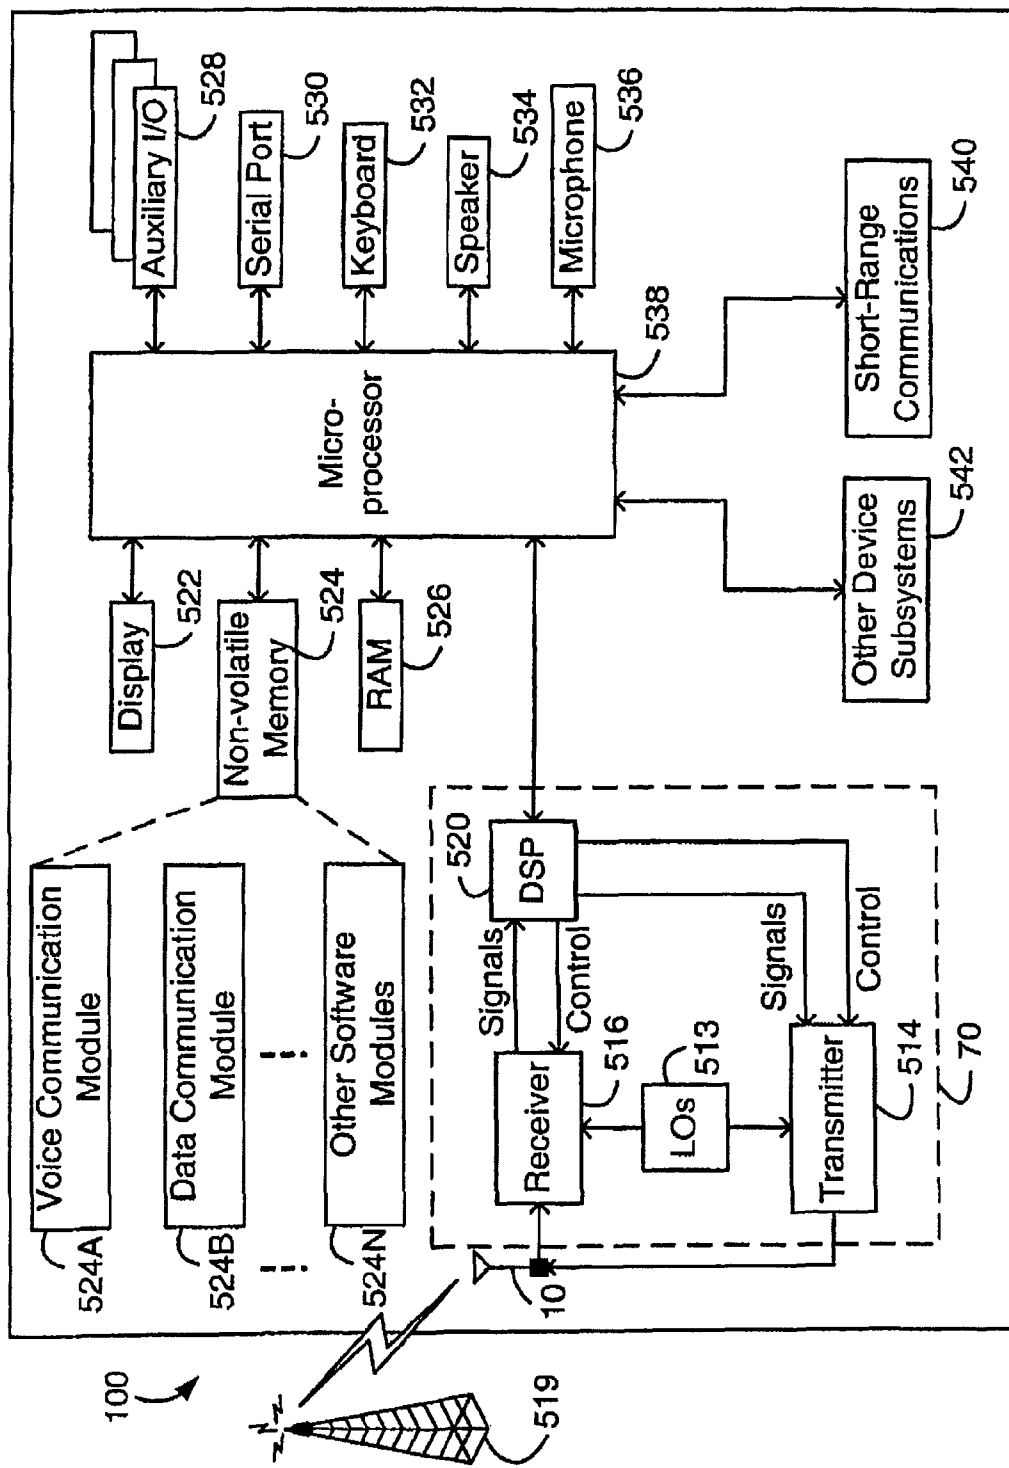 100
519
Voice Communication
Module
524A
Data Communication
Module
524B
Other Software
Modules
524N
Display
522
Non-volatile
Memory
524
RAM
526
Micro-
processor
538
Auxiliary I/O
528
Serial Port
530
Keyboard
532
Speaker
534
Microphone
536
10
Receiver
516
Signals
Control
DSP
520
LOs
513
Transmitter
514
Signals
Control
70
Other Device
Subsystems
542
Short-Range
Communications
540